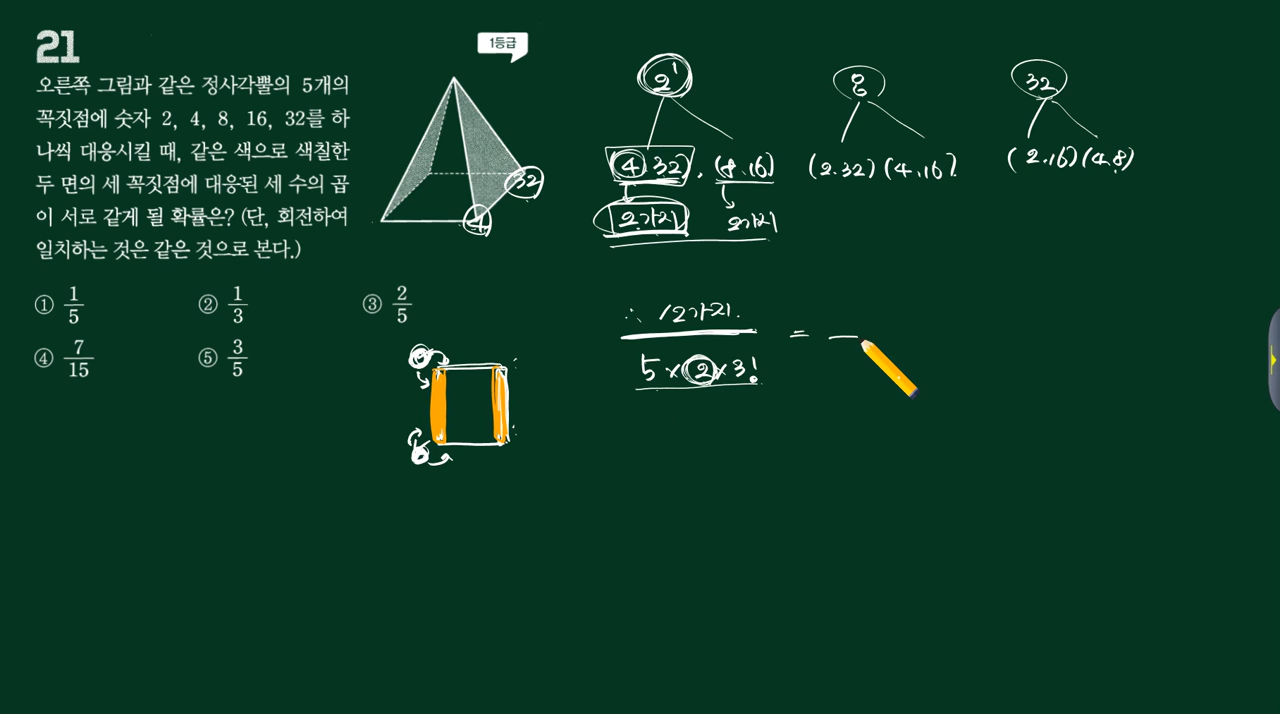 21
1등급
오른쪽 그림과 같은 정사각뿔의 5개의
꼭짓점에 숫자 2, 4, 8, 16, 32를 하
나씩 대응시킬 때, 같은 색으로 색칠한
두 면의 세 꼭짓점에 대응된 세 수의 곱
이 서로 같게 될 확률은? (단, 회전하여
일치하는 것은 같은 것으로 본다.)
① 1/5 ② 1/3 ③ 2/5
④ 7/15 ⑤ 3/5
32
4
2 8 32
(4.32), (8.16) (2.32)(4.16) (2.16)(4.8)
2가지 2가지
∴ 12가지.
5×2×3! =
a
b